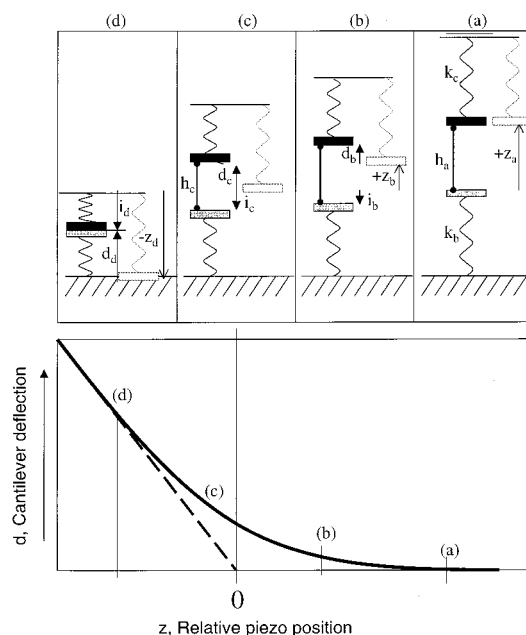 (d) (c) (b) (a)
k_c
d_b
+z_b
+z_a
h_c
d_c
h_a
i_d
-z_d
i_c
i_b
d_d
k_b
d, Cantilever deflection
(d)
(c)
(b)
(a)
0
z, Relative piezo position